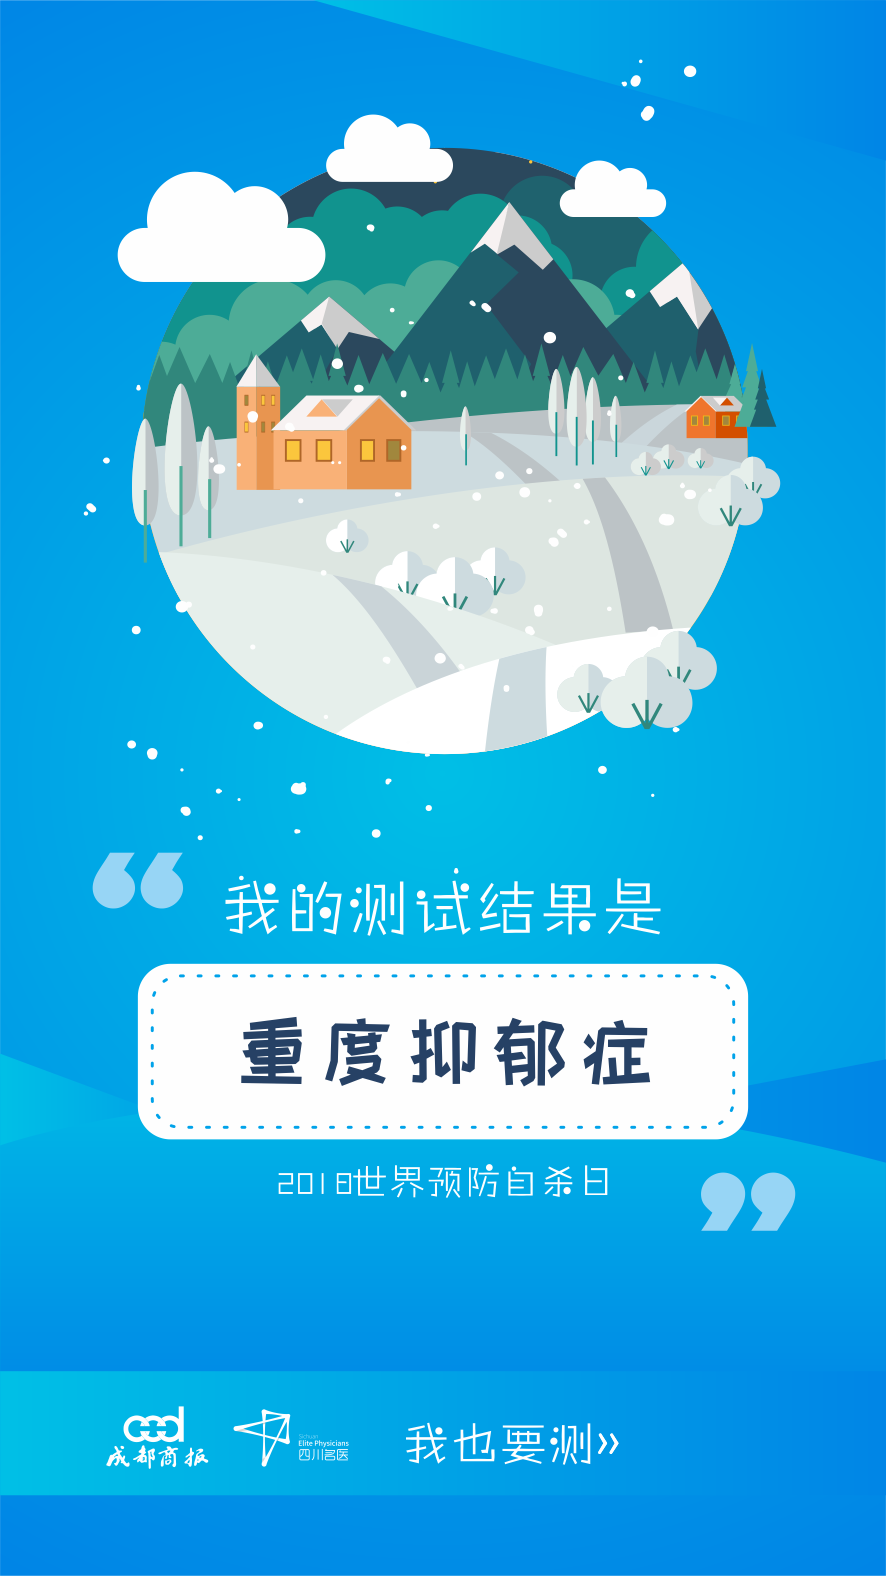 “
我的测试结果是
重度抑郁症
2018世界预防自杀日
”
成都商报
Sichuan
Elite Physicians
四川名医
我也要测»